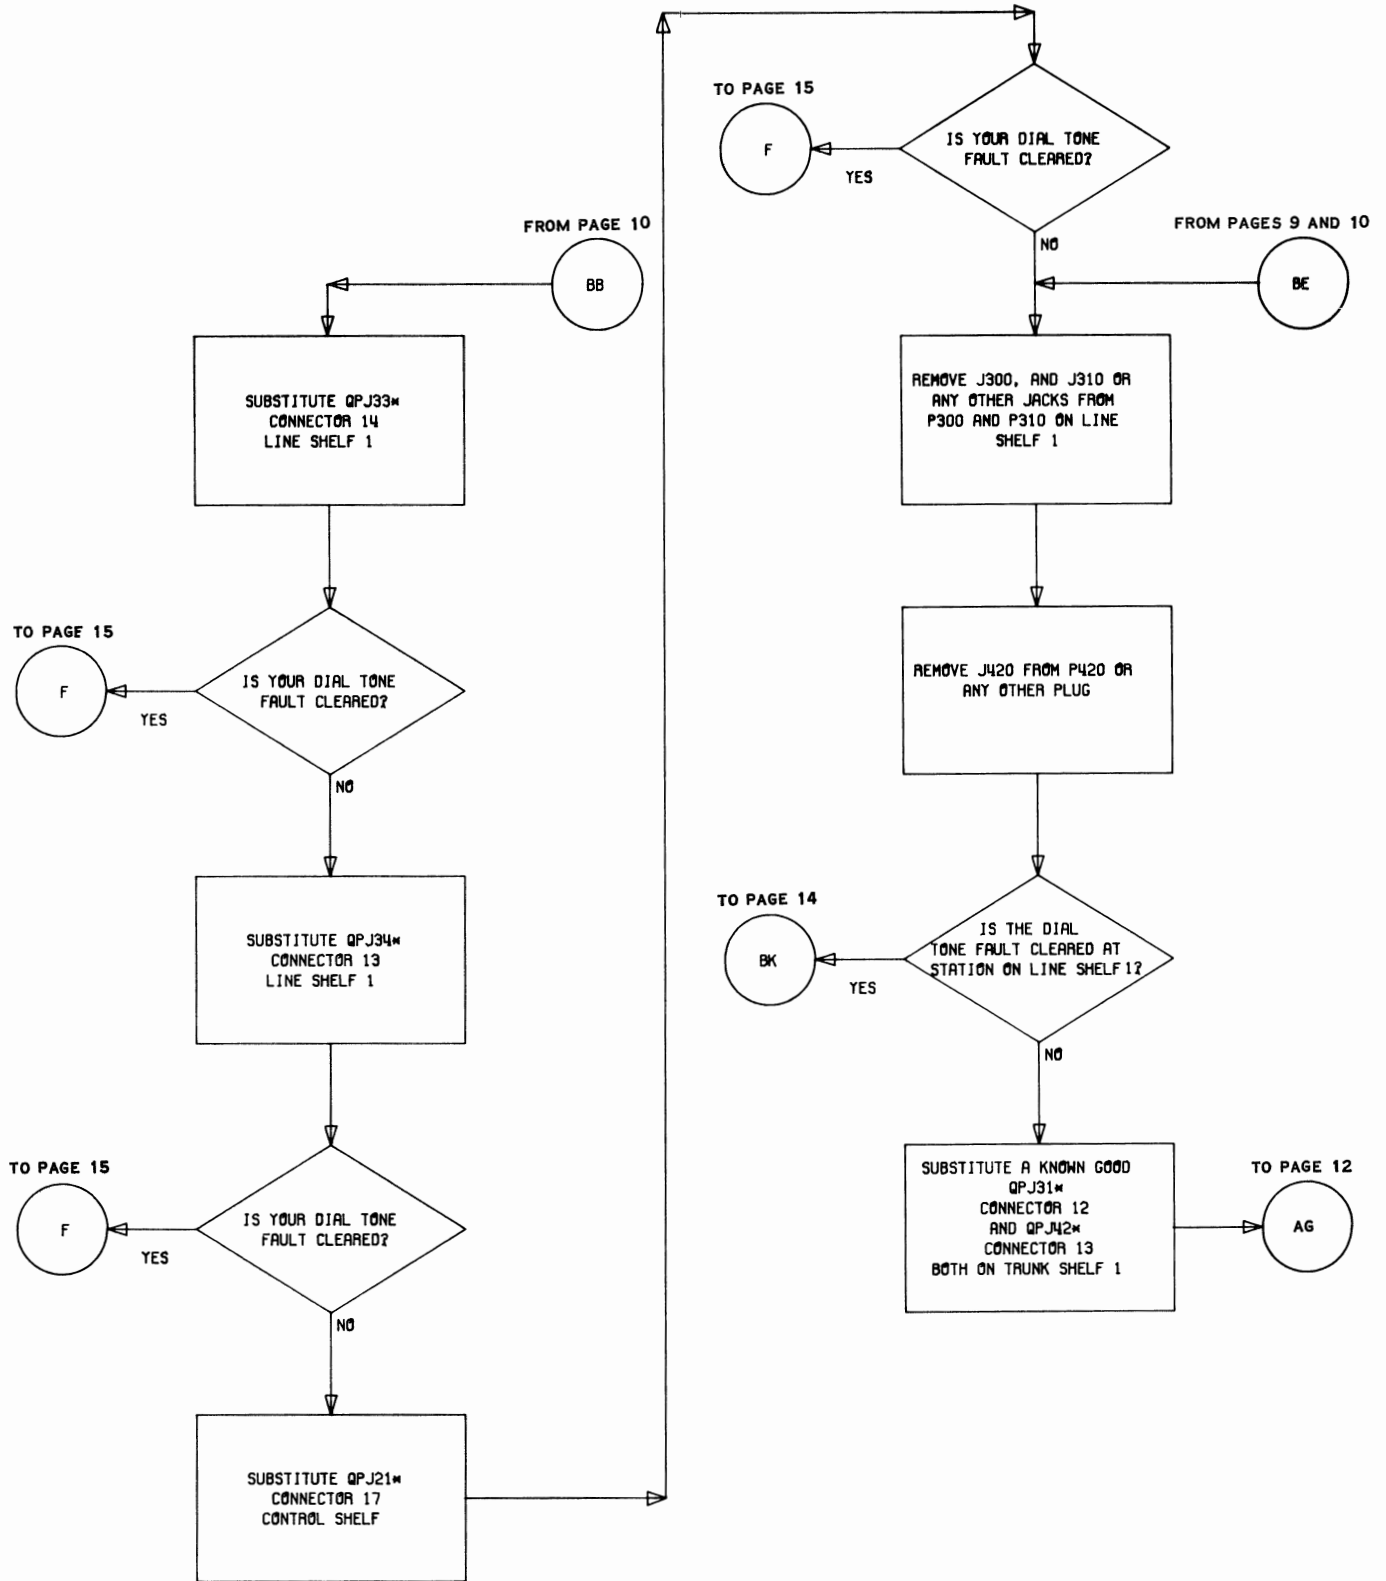 FROM PAGE 10
BB
SUBSTITUTE QPJ33*
CONNECTOR 14
LINE SHELF 1
TO PAGE 15
F
YES
IS YOUR DIAL TONE
FAULT CLEARED?
NO
SUBSTITUTE QPJ34*
CONNECTOR 13
LINE SHELF 1
TO PAGE 15
F
YES
IS YOUR DIAL TONE
FAULT CLEARED?
NO
SUBSTITUTE QPJ21*
CONNECTOR 17
CONTROL SHELF
TO PAGE 15
F
YES
IS YOUR DIAL TONE
FAULT CLEARED?
NO
FROM PAGES 9 AND 10
BE
REMOVE J300, AND J310 OR
ANY OTHER JACKS FROM
P300 AND P310 ON LINE
SHELF 1
REMOVE J420 FROM P420 OR
ANY OTHER PLUG
TO PAGE 14
BK
YES
IS THE DIAL
TONE FAULT CLEARED AT
STATION ON LINE SHELF 1?
NO
SUBSTITUTE A KNOWN GOOD
QPJ31*
CONNECTOR 12
AND QPJ42*
CONNECTOR 13
BOTH ON TRUNK SHELF 1
TO PAGE 12
AG